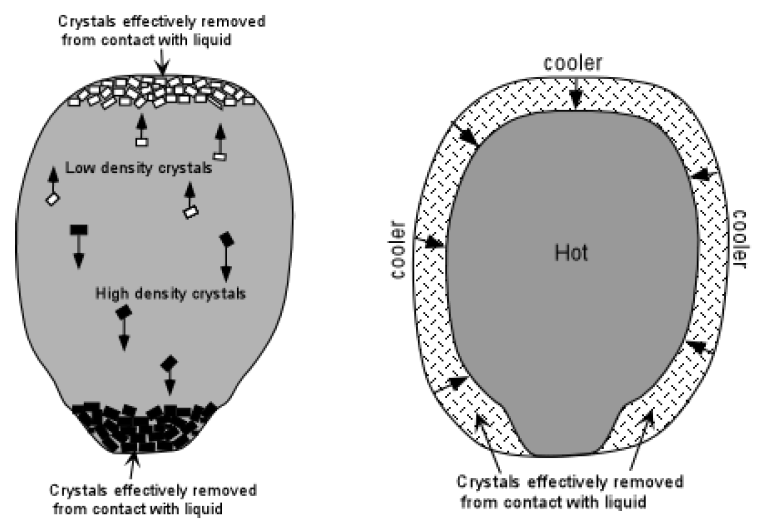 Crystals effectively removed
from contact with liquid
Low density crystals
High density crystals
Crystals effectively removed
from contact with liquid
cooler
cooler
Hot
cooler
Crystals effectively removed
from contact with liquid